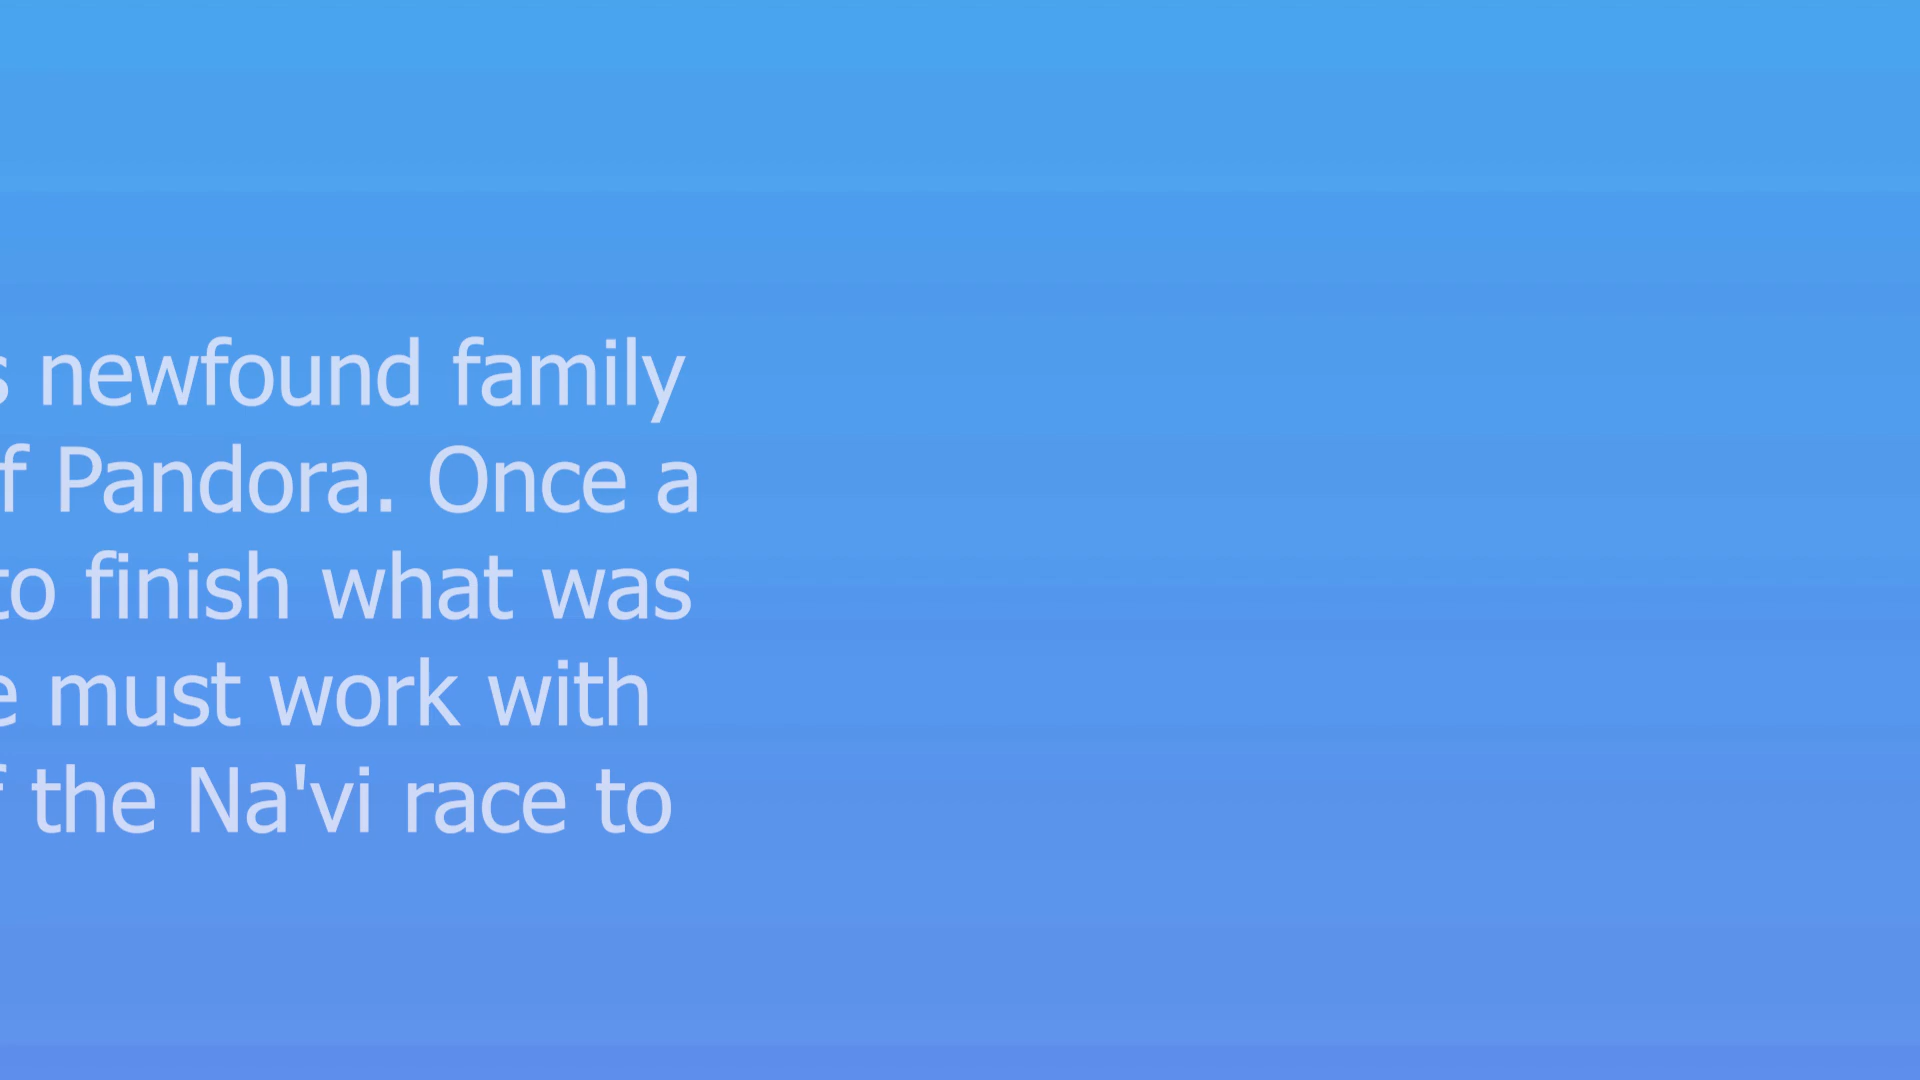 s newfound family
f Pandora. Once a
to finish what was
e must work with
f the Na'vi race to